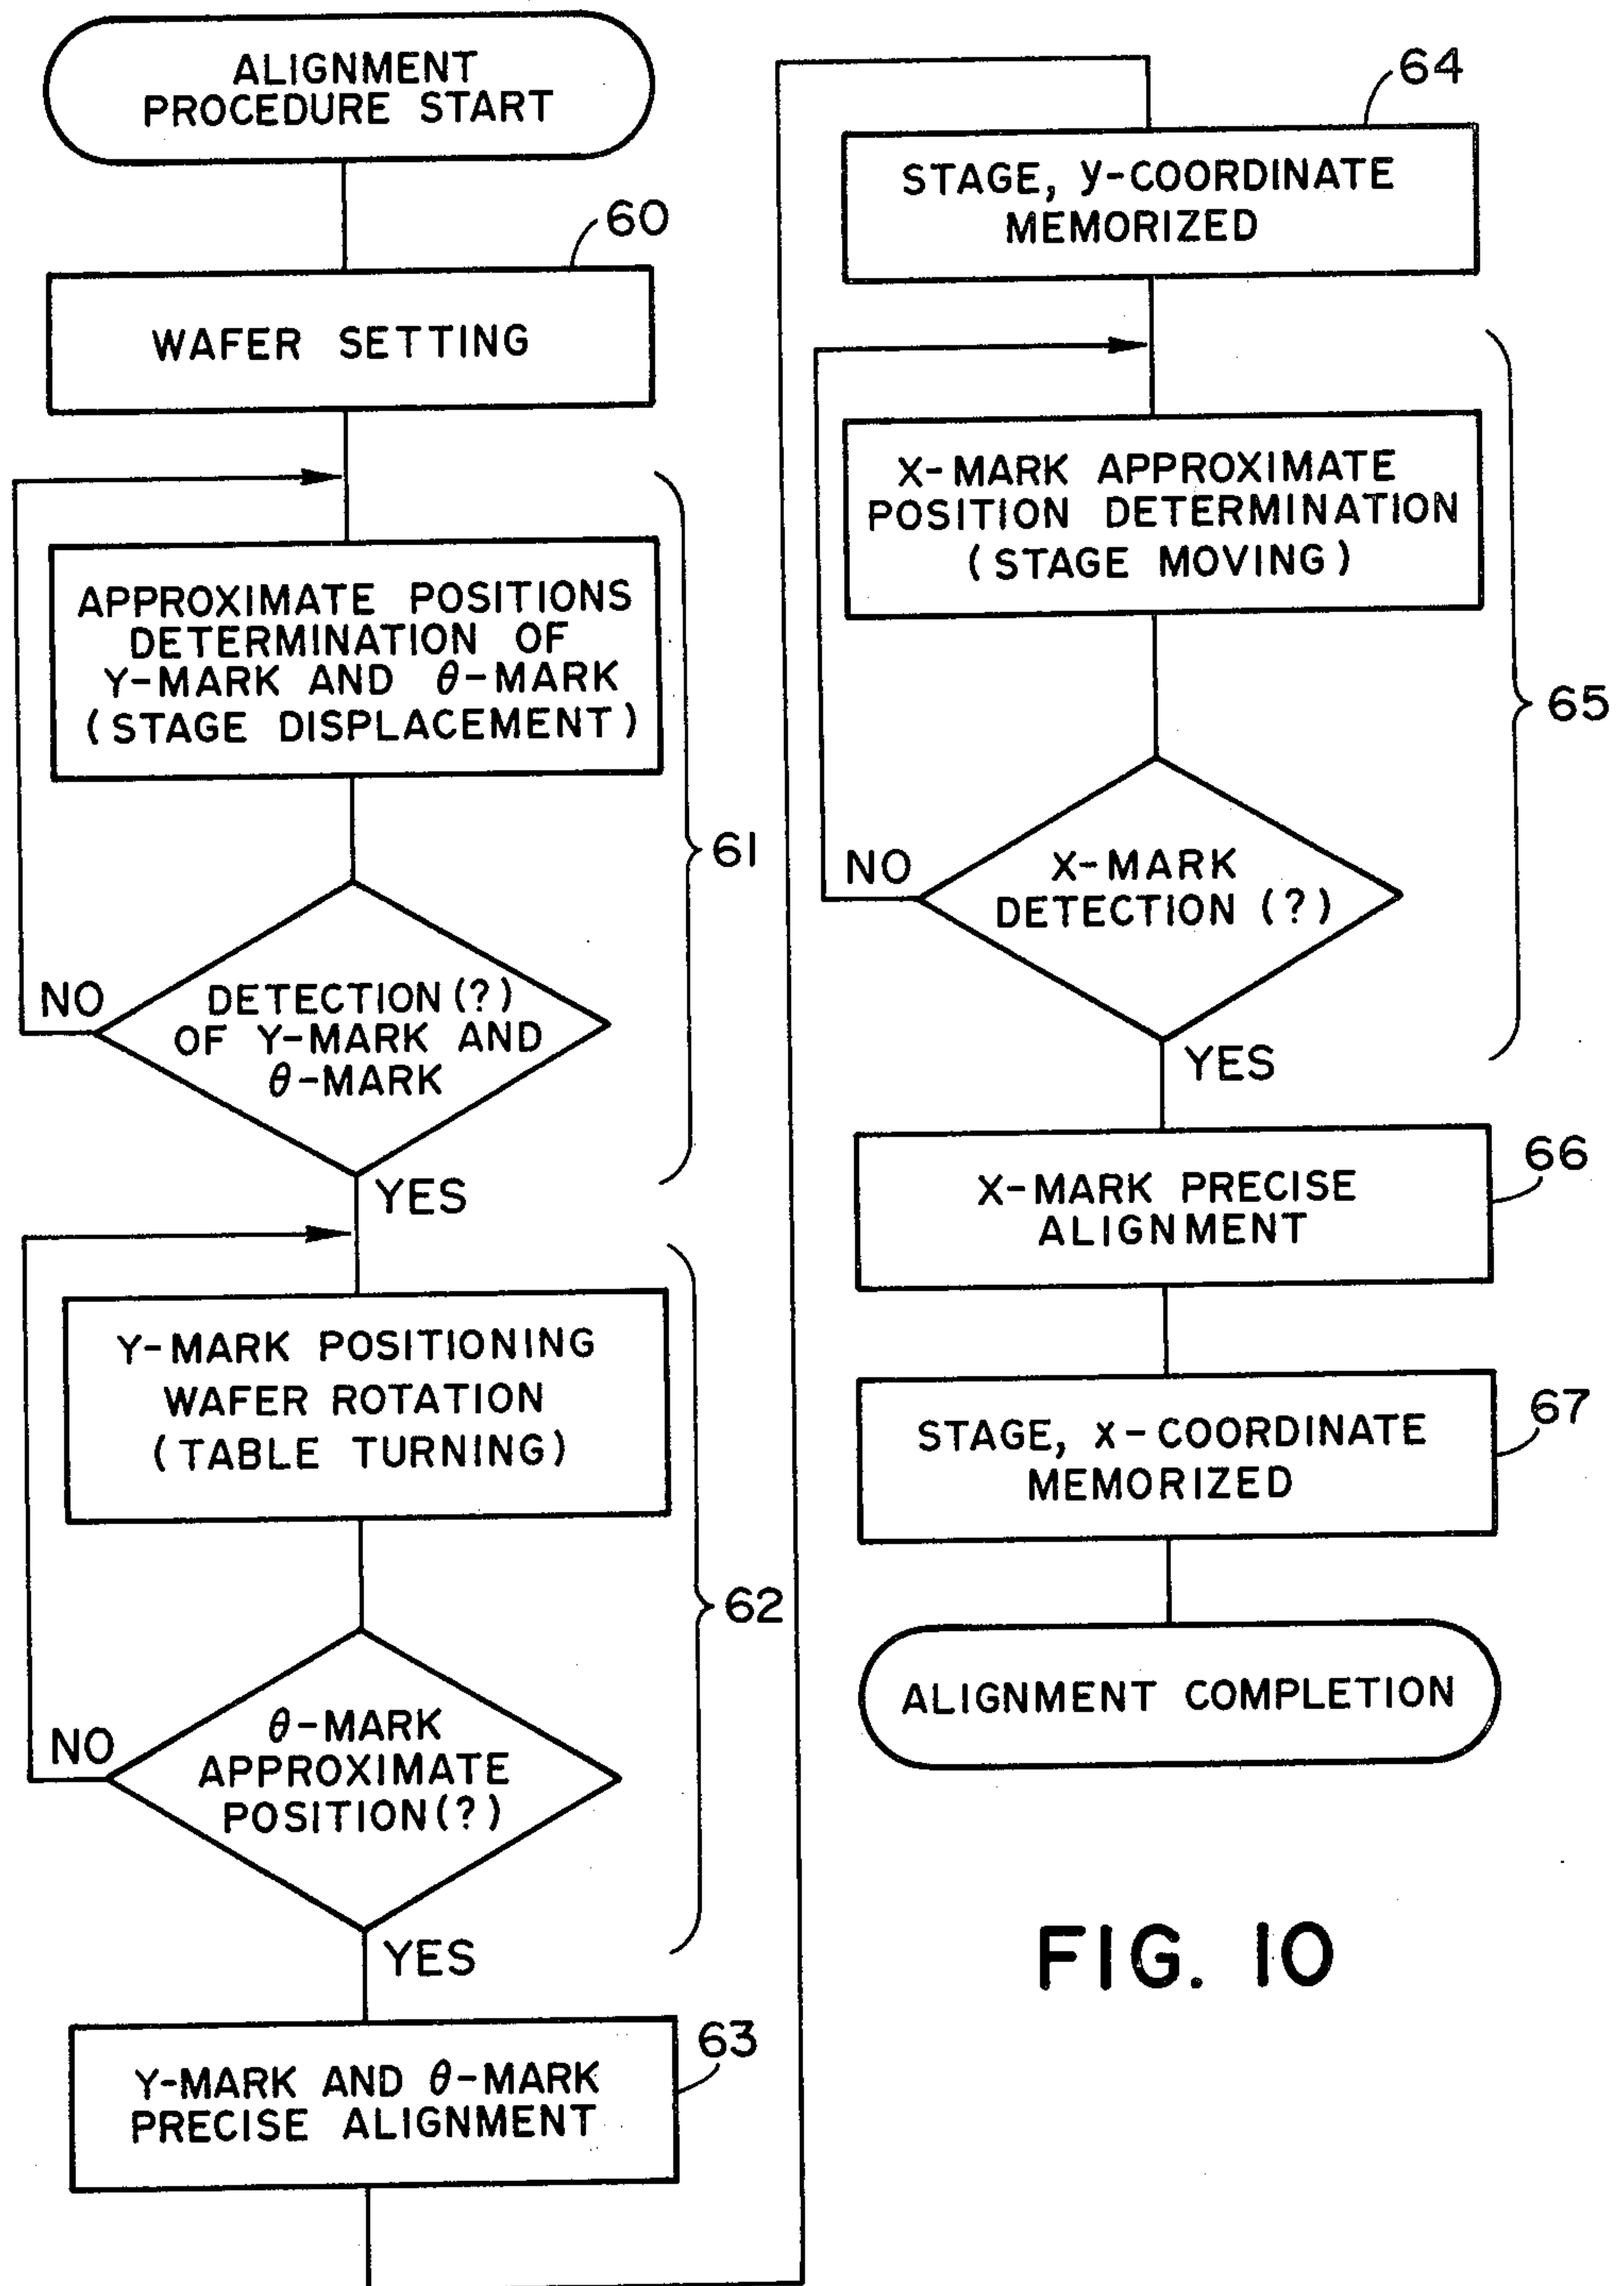 ALIGNMENT
PROCEDURE START
60
WAFER SETTING
APPROXIMATE POSITIONS
DETERMINATION OF
Y-MARK AND θ-MARK
(STAGE DISPLACEMENT)
61
NO
DETECTION(?)
OF Y-MARK AND
θ-MARK
YES
Y-MARK POSITIONING
WAFER ROTATION
(TABLE TURNING)
62
NO
θ-MARK
APPROXIMATE
POSITION(?)
YES
63
Y-MARK AND θ-MARK
PRECISE ALIGNMENT
64
STAGE, y-COORDINATE
MEMORIZED
X-MARK APPROXIMATE
POSITION DETERMINATION
(STAGE MOVING)
65
NO
X-MARK
DETECTION (?)
YES
66
X-MARK PRECISE
ALIGNMENT
67
STAGE, x-COORDINATE
MEMORIZED
ALIGNMENT COMPLETION
FIG. 10